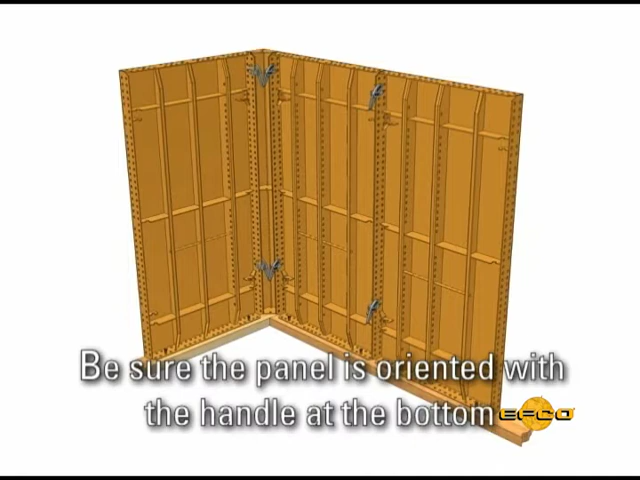 Be sure the panel is oriented with
the handle at the bottom
EFCO